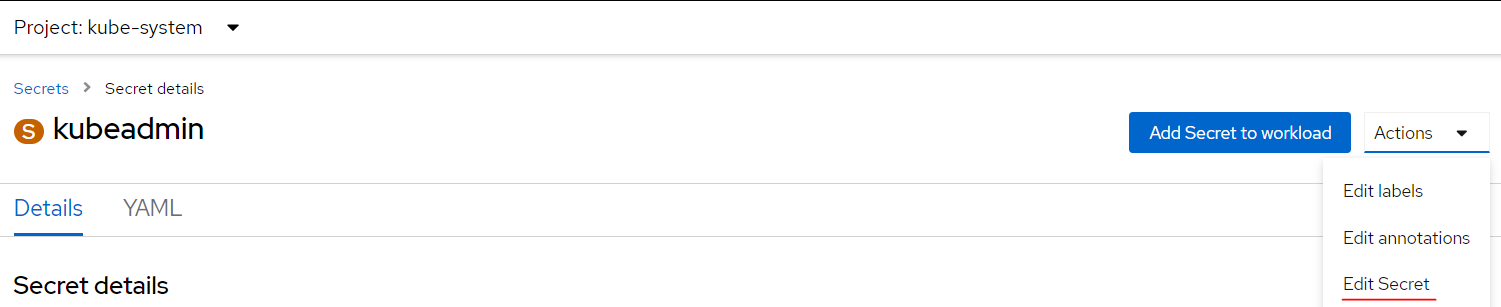 Project: kube-system
Secrets > Secret details
S kubeadmin
Add Secret to workload
Actions
Edit labels
Edit annotations
Edit Secret
Details YAML
Secret details